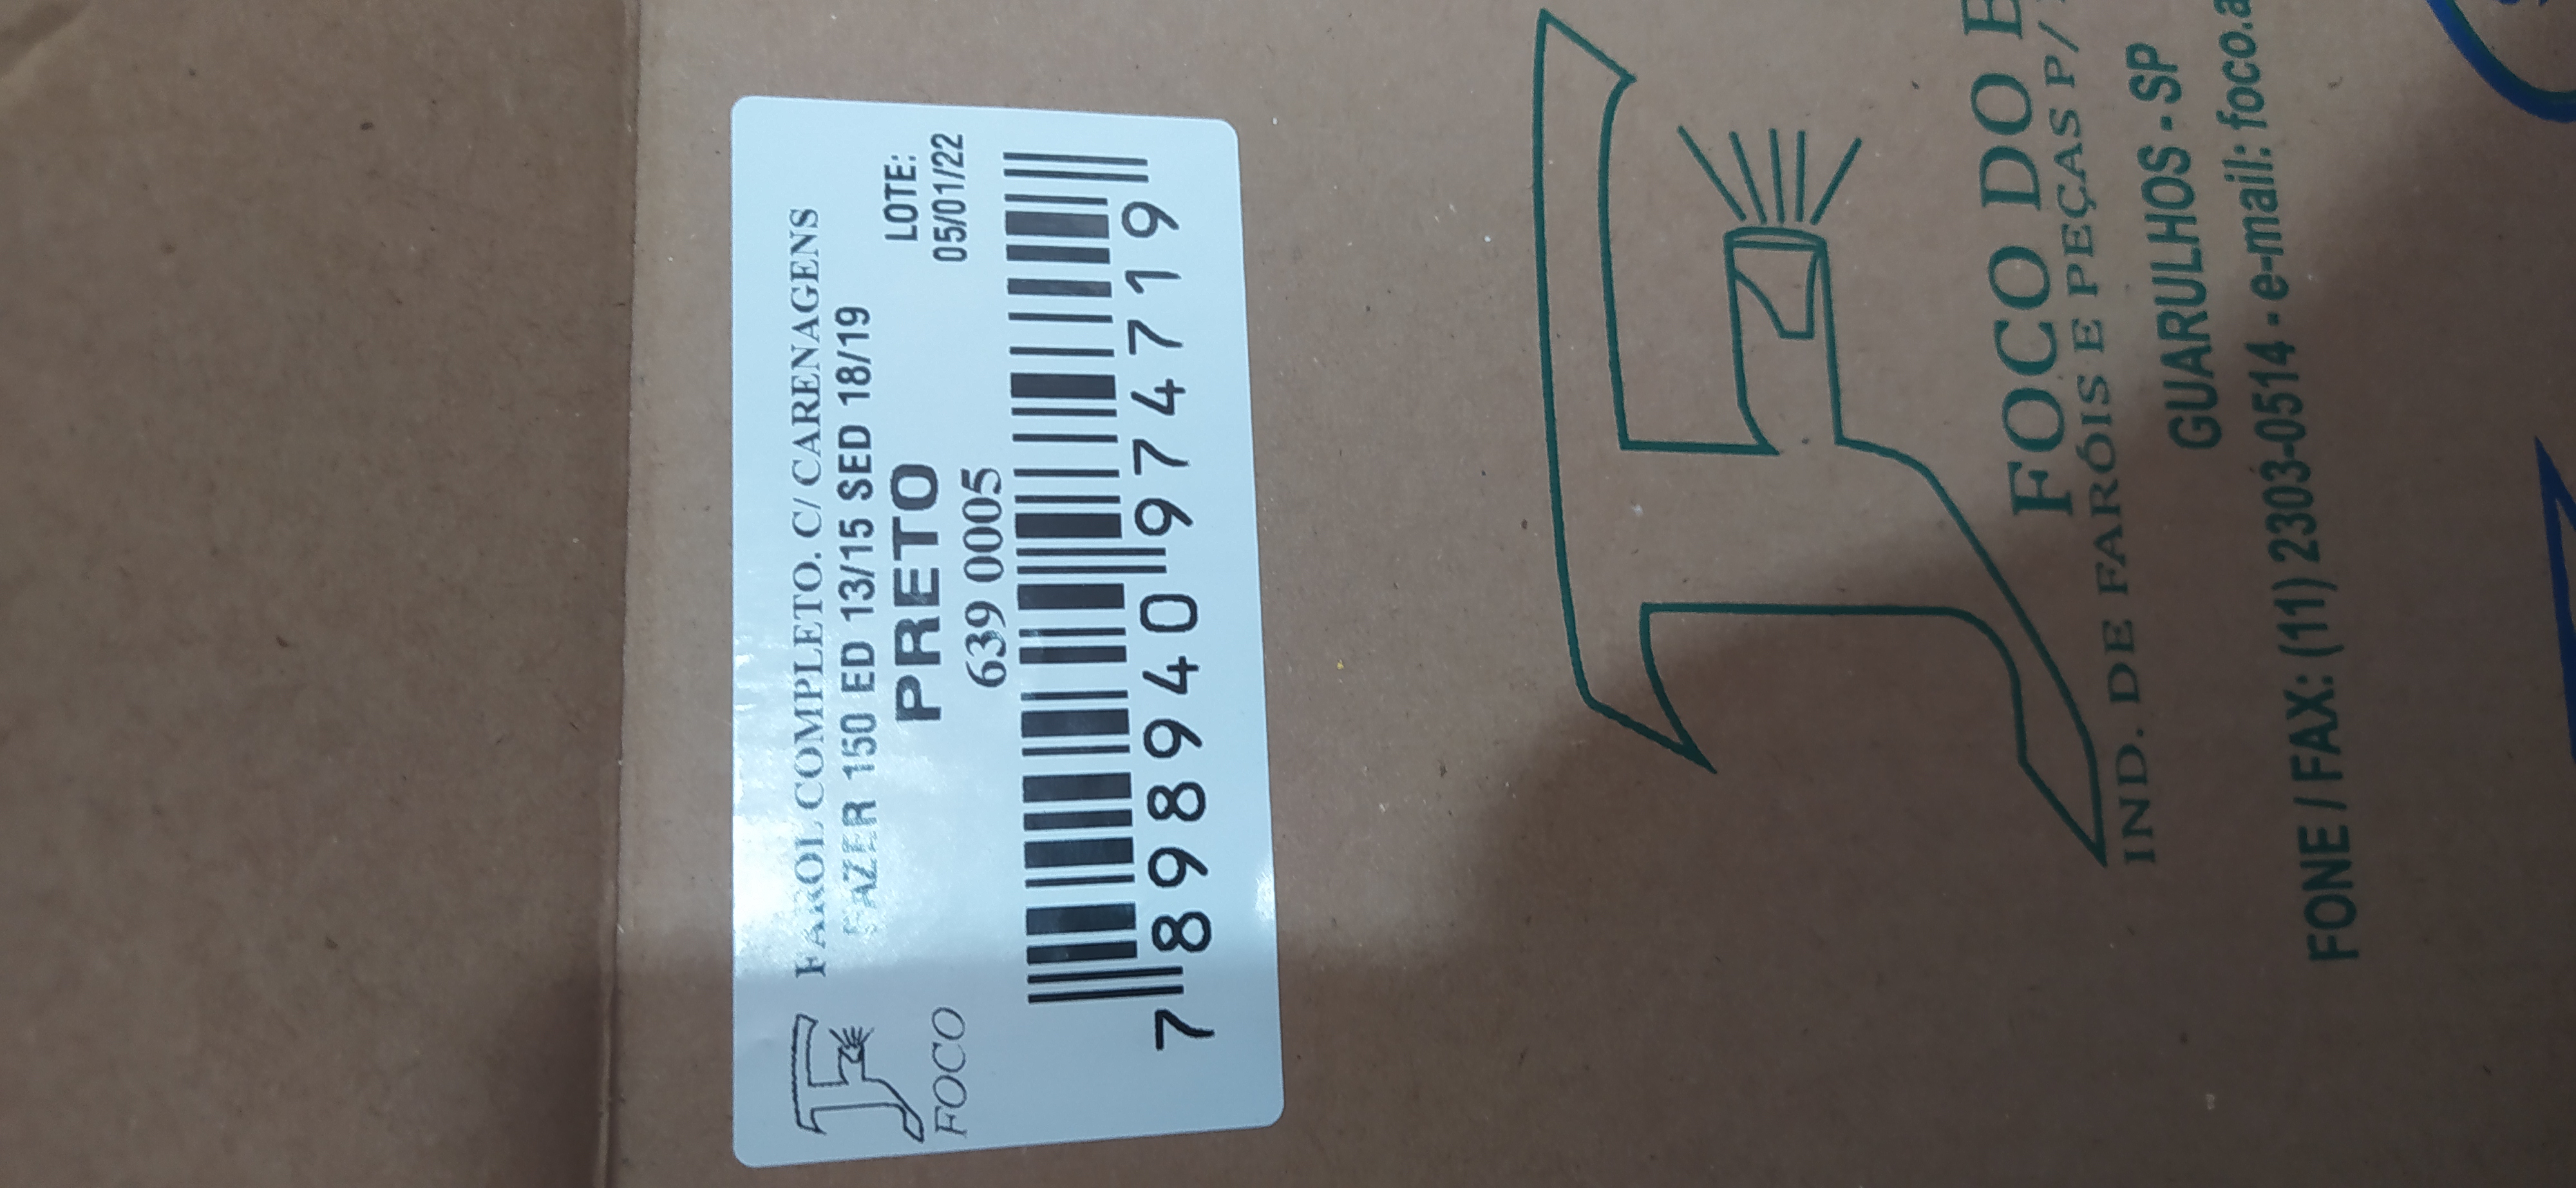 FAROL COMPLETO. C/ CARENAGENS
FAZER 150 ED 13/15 SED 18/19
PRETO
LOTE:
05/01/22
639 0005
FOCO
7 898940 974719
FOCO DO
IND. DE FARÓIS E PEÇAS P/
GUARULHOS - SP
FONE / FAX: (11) 2303-0514 - e-mail: foco.a